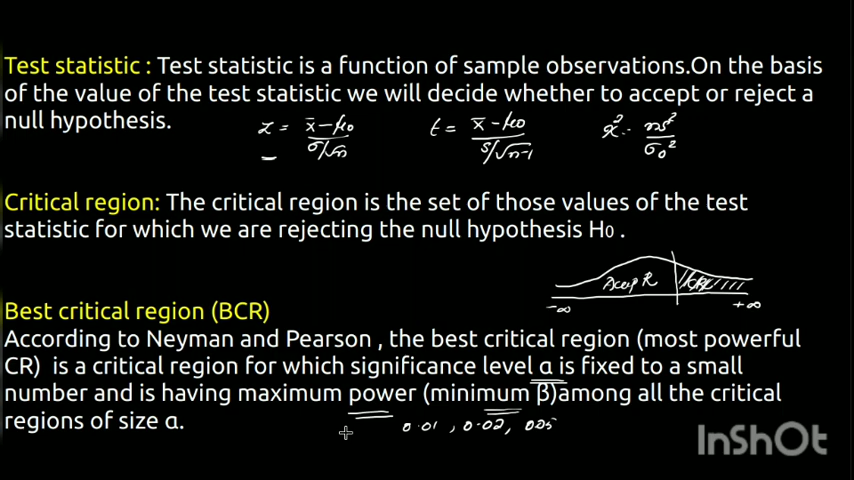 Test statistic : Test statistic is a function of sample observations.On the basis
of the value of the test statistic we will decide whether to accept or reject a
null hypothesis.
z = x̄-μ0 / σ/√n    t = x̄-μ0 / s/√n-1    χ² = ns² / σ0²
Critical region: The critical region is the set of those values of the test
statistic for which we are rejecting the null hypothesis H0 .
Accep R CR
-∞ +∞
Best critical region (BCR)
According to Neyman and Pearson , the best critical region (most powerful
CR) is a critical region for which significance level α is fixed to a small
number and is having maximum power (minimum β)among all the critical
regions of size α.
0.01 , 0.02, 005
InShOt